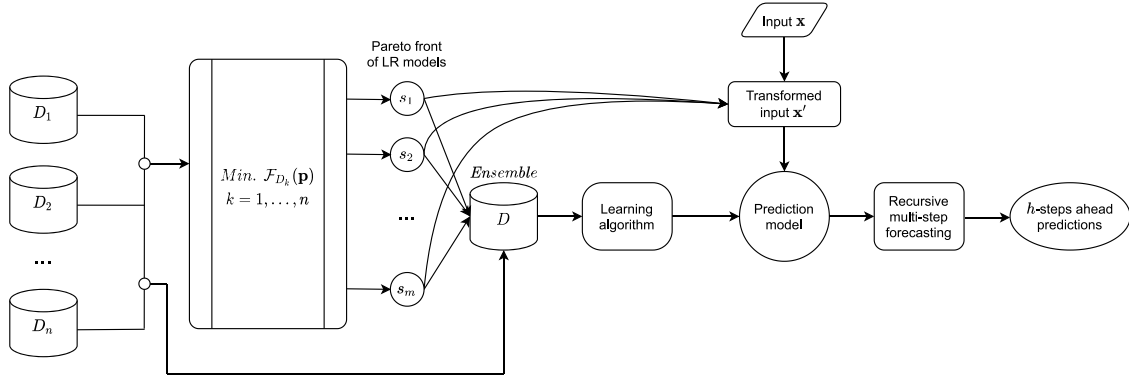 Input x
Pareto front
of LR models
Transformed
input x′
D₁
D₂
...
Dₙ
Min. ℱ_{D_k}(p)
k = 1, . . . , n
s₁
s₂
...
sₘ
Ensemble
D
Learning
algorithm
Prediction
model
Recursive
multi-step
forecasting
h-steps ahead
predictions